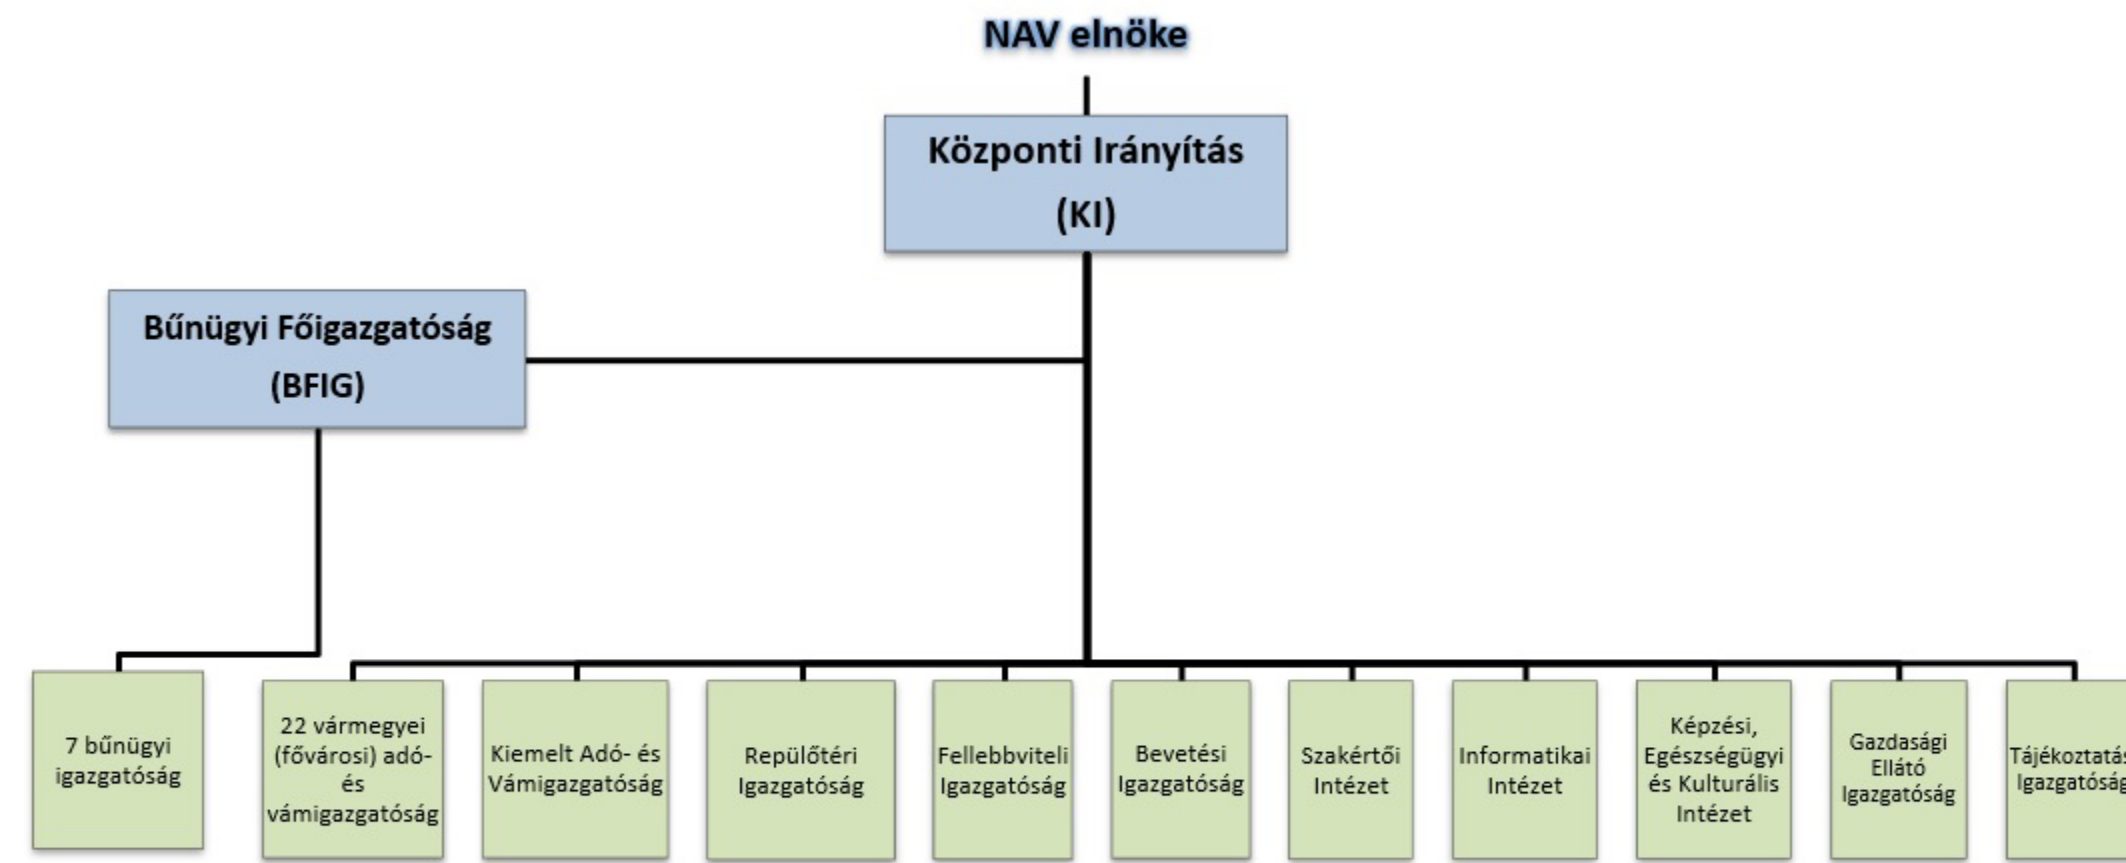 NAV elnöke
Központi Irányítás
(KI)
Bűnügyi Főigazgatóság
(BFIG)
7 bűnügyi
igazgatóság
22 vármegyei
(fővárosi) adó-
és
vámigazgatóság
Kiemelt Adó- és
Vámigazgatóság
Repülőtéri
Igazgatóság
Fellebbviteli
Igazgatóság
Bevetési
Igazgatóság
Szakértői
Intézet
Informatikai
Intézet
Képzési,
Egészségügyi
és Kulturális
Intézet
Gazdasági
Ellátó
Igazgatóság
Tájékoztatás
Igazgatóság